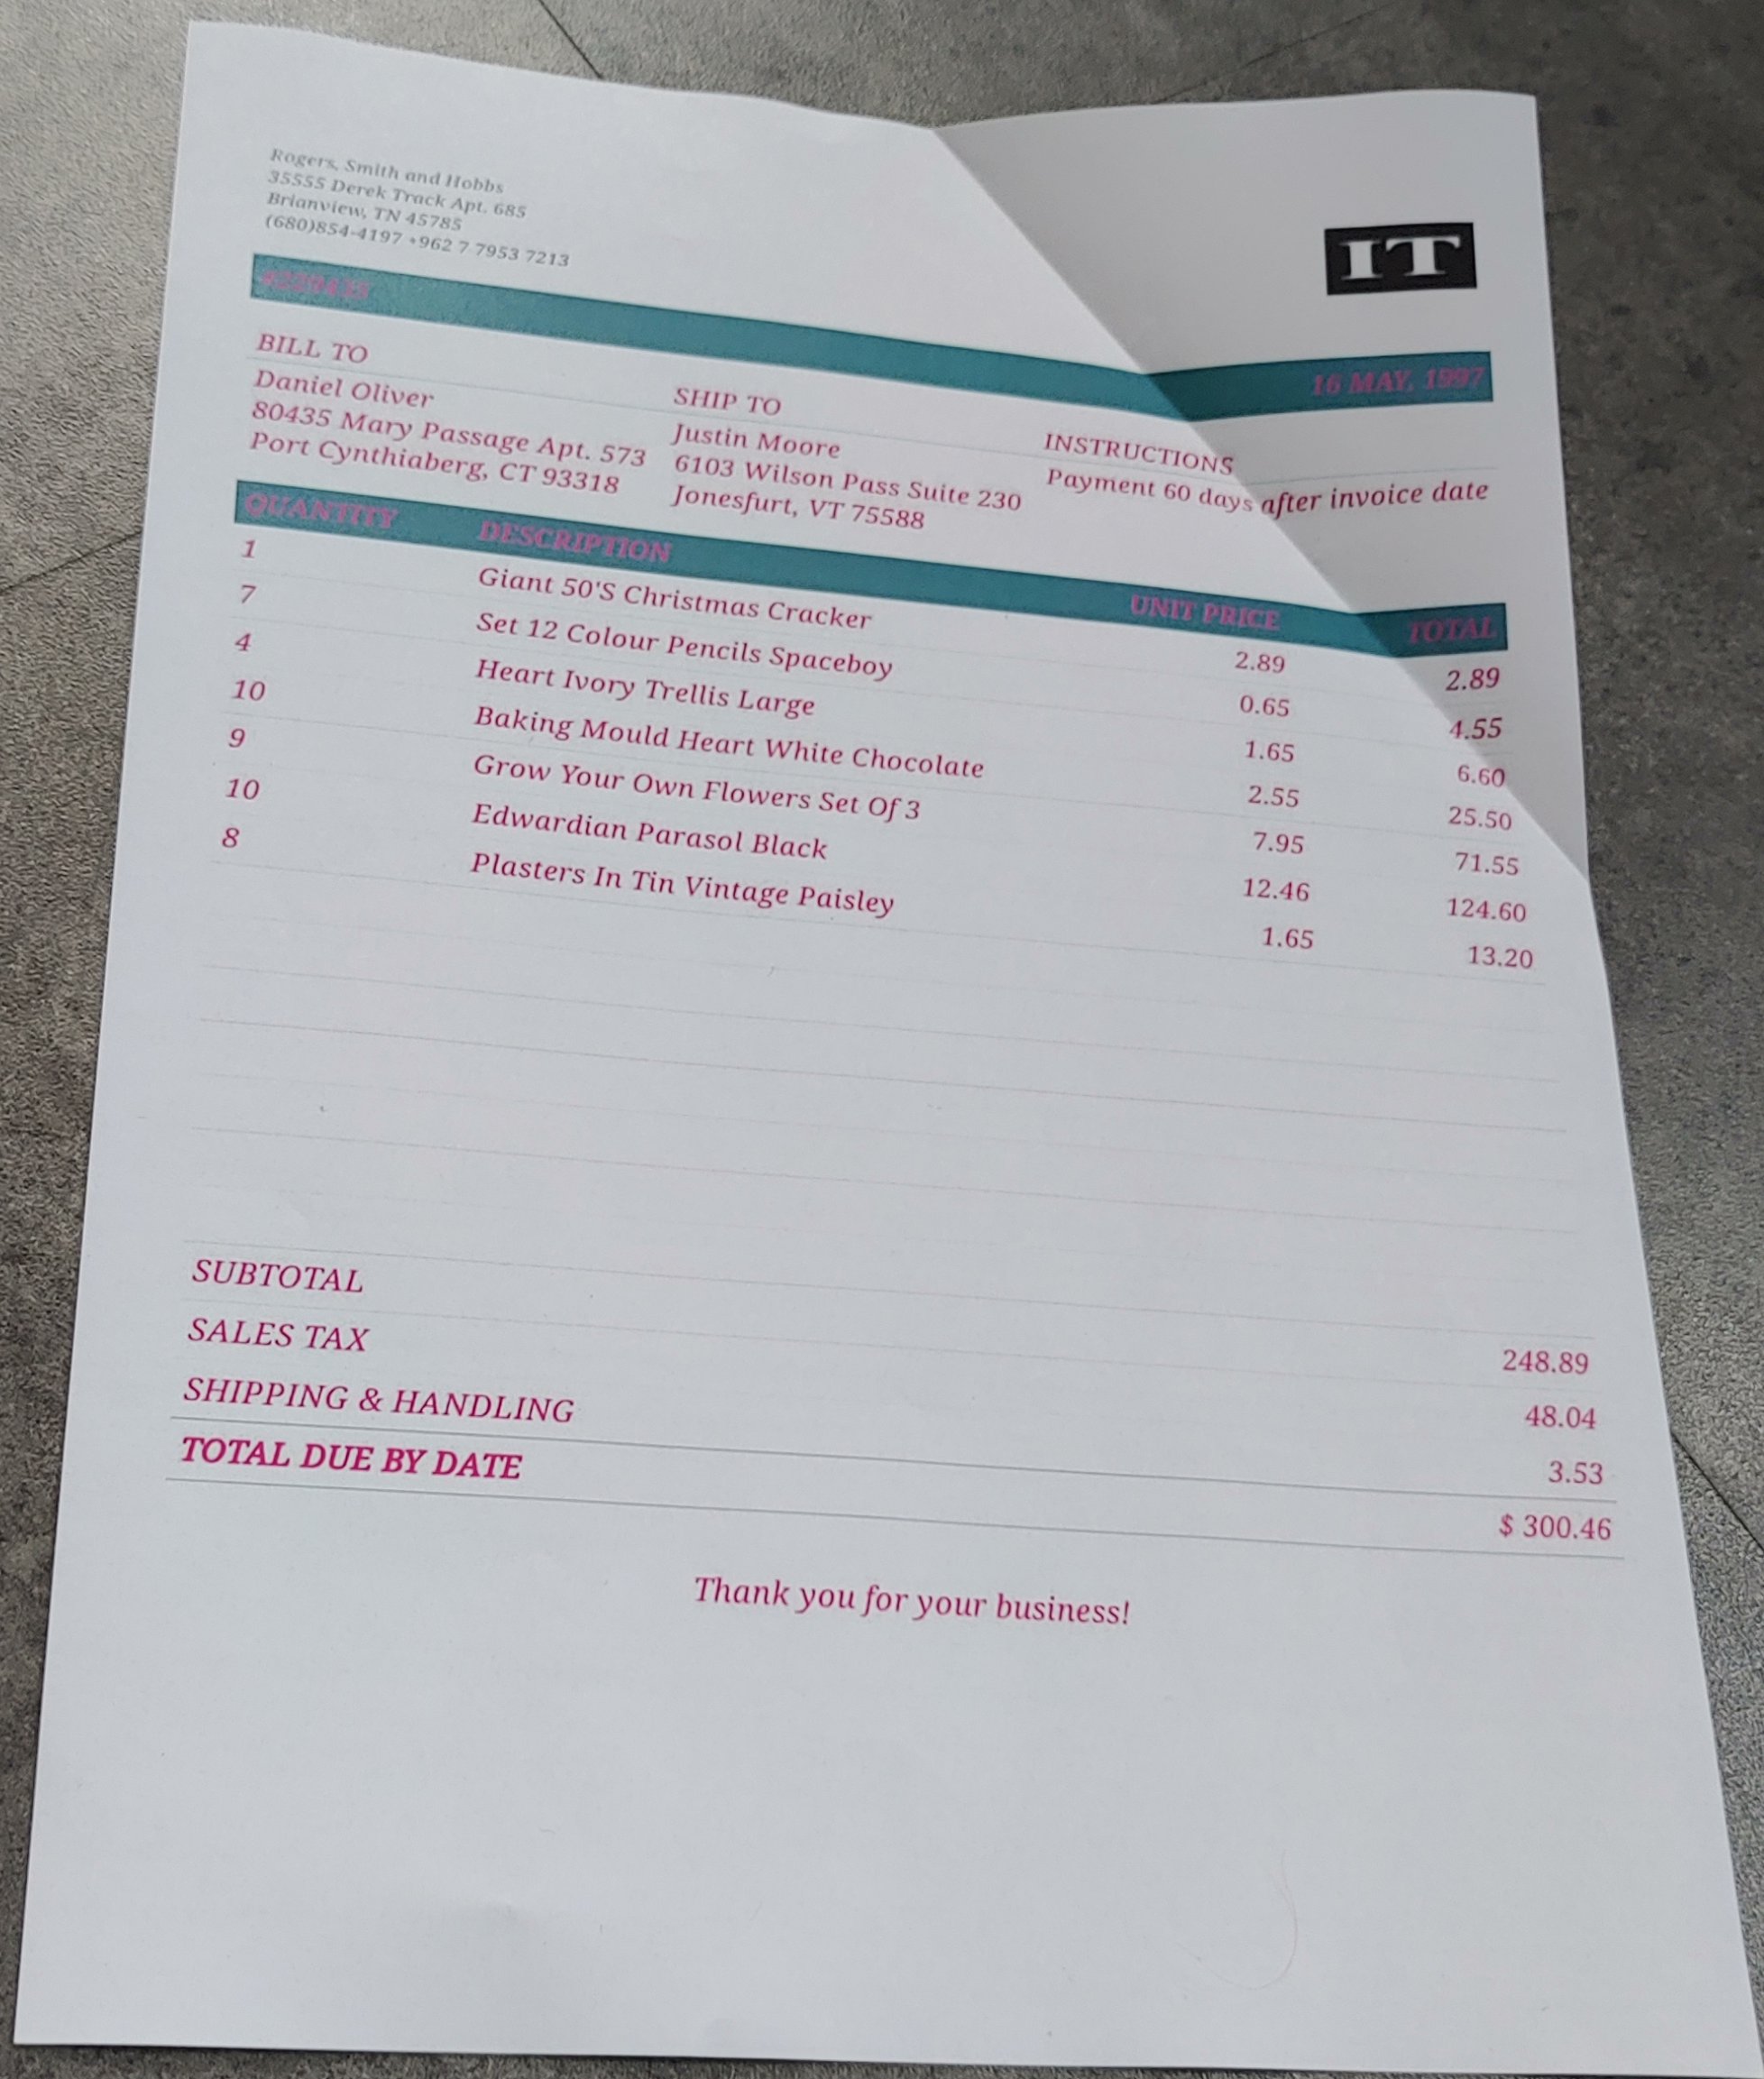 Rogers, Smith and Hobbs
35555 Derek Track Apt. 685
Brianview, TN 45785
(680)854-4197 +962 7 7953 7213
IT
16 MAY, 1997
BILL TO
Daniel Oliver
80435 Mary Passage Apt. 573
Port Cynthiaberg, CT 93318
SHIP TO
Justin Moore
6103 Wilson Pass Suite 230
Jonesfurt, VT 75588
INSTRUCTIONS
Payment 60 days after invoice date
QUANTITY DESCRIPTION UNIT PRICE TOTAL
1 Giant 50'S Christmas Cracker 2.89 2.89
7 Set 12 Colour Pencils Spaceboy 0.65 4.55
4 Heart Ivory Trellis Large 1.65 6.60
10 Baking Mould Heart White Chocolate 2.55 25.50
9 Grow Your Own Flowers Set Of 3 7.95 71.55
10 Edwardian Parasol Black 12.46 124.60
8 Plasters In Tin Vintage Paisley 1.65 13.20
SUBTOTAL 248.89
SALES TAX 48.04
SHIPPING & HANDLING 3.53
TOTAL DUE BY DATE $ 300.46
Thank you for your business!